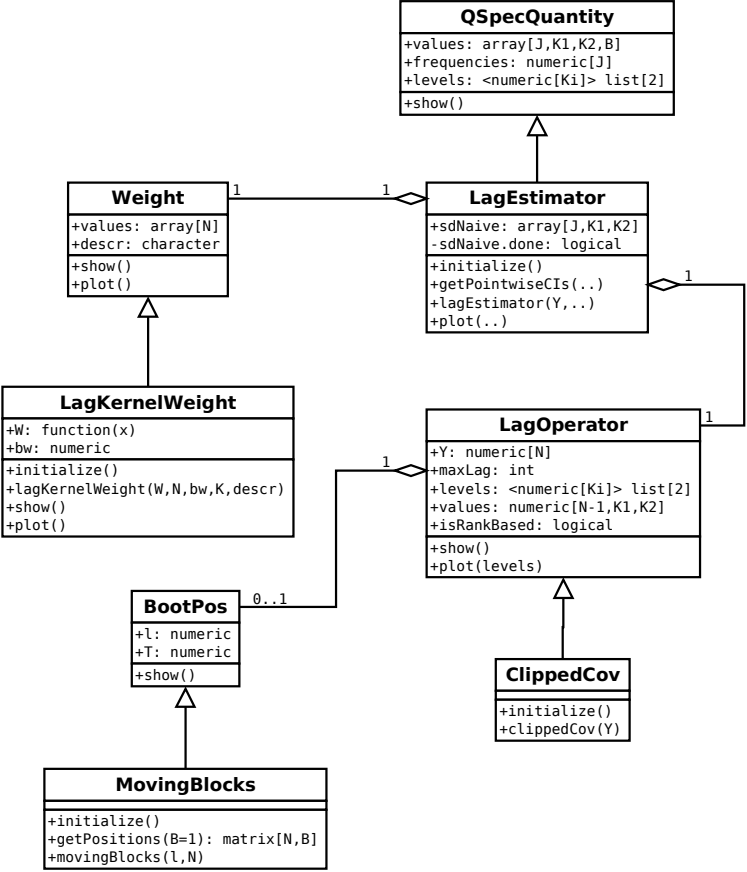 QSpecQuantity
+values: array[J,K1,K2,B]
+frequencies: numeric[J]
+levels: <numeric[Ki]> list[2]
+show()
Weight
+values: array[N]
+descr: character
+show()
+plot()
1
1
LagEstimator
+sdNaive: array[J,K1,K2]
-sdNaive.done: logical
+initialize()
+getPointwiseCIs(..)
+lagEstimator(Y,..)
+plot(..)
1
1
LagKernelWeight
+W: function(x)
+bw: numeric
+initialize()
+lagKernelWeight(W,N,bw,K,descr)
+show()
+plot()
LagOperator
+Y: numeric[N]
+maxLag: int
+levels: <numeric[Ki]> list[2]
+values: numeric[N-1,K1,K2]
+isRankBased: logical
+show()
+plot(levels)
1
0..1
BootPos
+l: numeric
+T: numeric
+show()
ClippedCov
+initialize()
+clippedCov(Y)
MovingBlocks
+initialize()
+getPositions(B=1): matrix[N,B]
+movingBlocks(l,N)